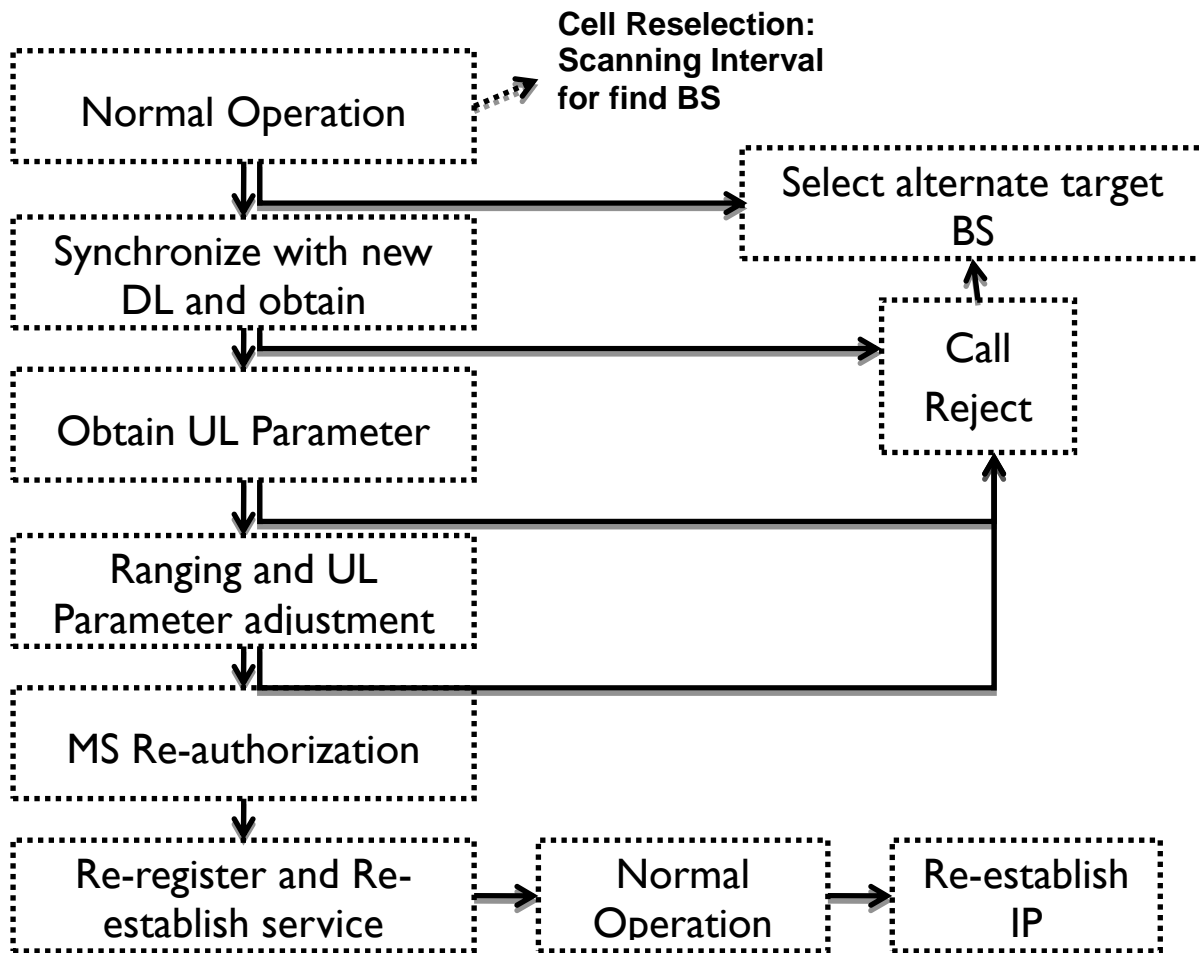 Cell Reselection:
Scanning Interval
for find BS
Normal Operation
Select alternate target
BS
Synchronize with new
DL and obtain
Call
Reject
Obtain UL Parameter
Ranging and UL
Parameter adjustment
MS Re-authorization
Re-register and Re-
establish service
Normal
Operation
Re-establish
IP